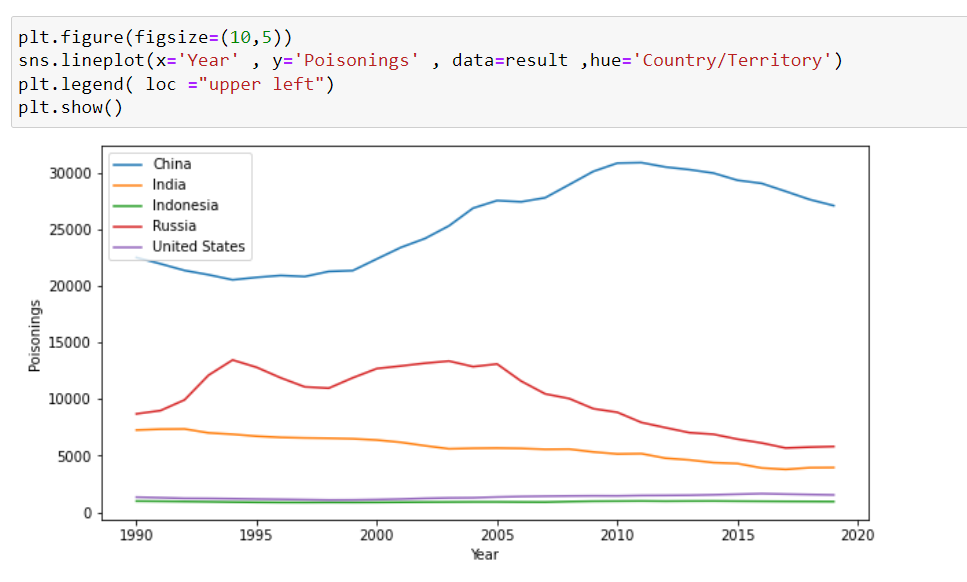 plt.figure(figsize=(10,5))
sns.lineplot(x='Year' , y='Poisonings' , data=result ,hue='Country/Territory')
plt.legend( loc ="upper left")
plt.show()
China
India
Indonesia
Russia
United States
30000
25000
20000
15000
10000
5000
0
Poisonings
1990 1995 2000 2005 2010 2015 2020
Year